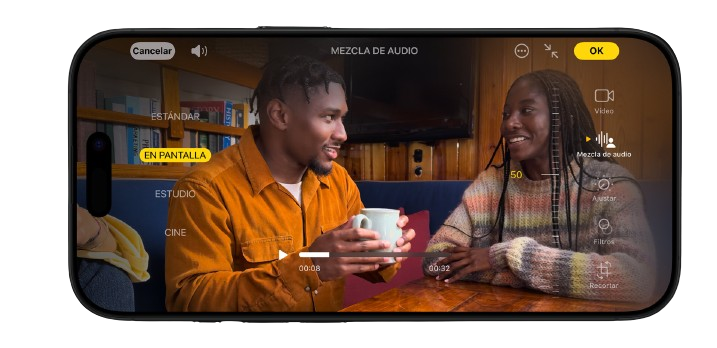 Cancelar
MEZCLA DE AUDIO
OK
ESTÁNDAR
EN PANTALLA
ESTUDIO
CINE
50
Vídeo
Mezcla de audio
Ajustar
Filtros
Recortar
00:08
00:32